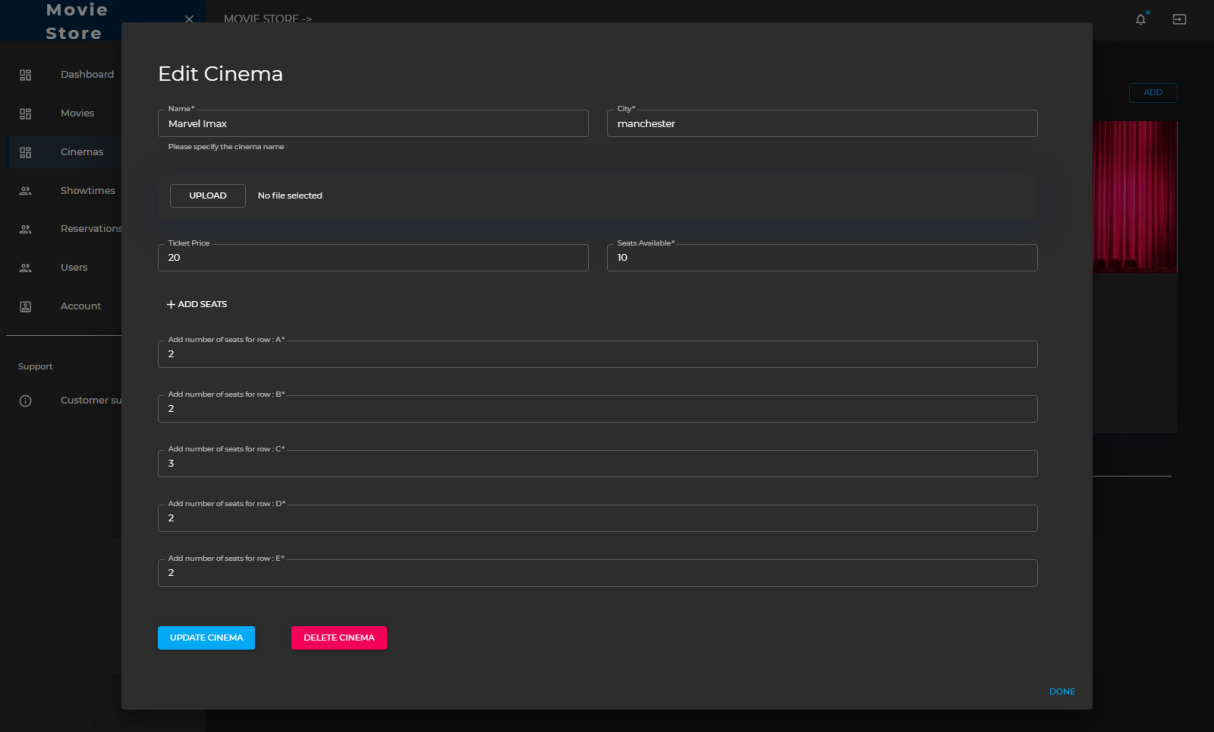 Movie
Store
MOVIE STORE ->
Dashboard
Movies
Cinemas
Showtimes
Reservations
Users
Account
Support
Customer su
ADD
Edit Cinema
Name*
Marvel Imax
City*
manchester
Please specify the cinema name
UPLOAD
No file selected
Ticket Price
20
Seats Available*
10
+ ADD SEATS
Add number of seats for row : A*
2
Add number of seats for row : B*
2
Add number of seats for row : C*
3
Add number of seats for row : D*
2
Add number of seats for row : E*
2
UPDATE CINEMA
DELETE CINEMA
DONE